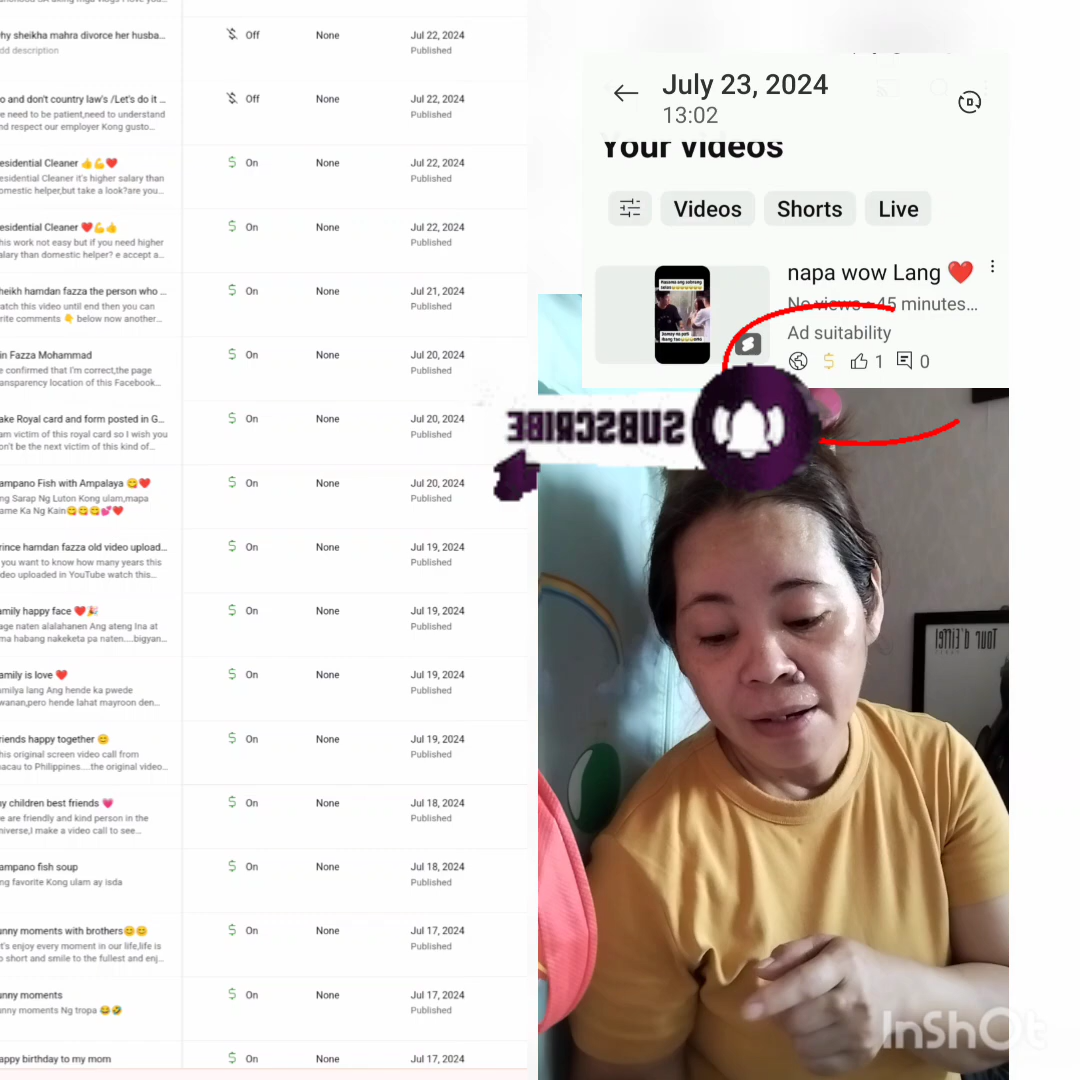 hy sheikha mahra divorce her husba...
dd description
Off
None
Jul 22, 2024
Published
o and don't country law's /Let's do it ...
e need to be patient,need to understand
nd respect our employer Kong gusto...
Off
None
Jul 22, 2024
Published
esidential Cleaner 👍💪❤️
esidential Cleaner it's higher salary than
omestic helper,but take a look?are you...
On
None
Jul 22, 2024
Published
esidential Cleaner ❤️💪👍
his work not easy but if you need higher
alary than domestic helper? e accept a...
On
None
Jul 22, 2024
Published
heikh hamdan fazza the person who ...
atch this video until end then you can
rite comments 👇 below now another...
On
None
Jul 21, 2024
Published
in Fazza Mohammad
e confirmed that I'm correct,the page
ansparency location of this Facebook...
On
None
Jul 20, 2024
Published
ake Royal card and form posted in G...
am victim of this royal card so I wish you
on't be the next victim of this kind of...
On
None
Jul 20, 2024
Published
ampano Fish with Ampalaya 😋❤️
ng Sarap Ng Luton Kong ulam,mapa
ame Ka Ng Kain😋😋😋💕❤️
On
None
Jul 20, 2024
Published
rince hamdan fazza old video upload...
you want to know how many years this
deo uploaded in YouTube watch this...
On
None
Jul 19, 2024
Published
amily happy face ❤️🎉
age naten alalahanen Ang ateng Ina at
ma habang nakeketa pa naten....bigyan...
On
None
Jul 19, 2024
Published
amily is love ❤️
amilya lang Ang hende ka pwede
wanan,pero hende lahat mayroon den...
On
None
Jul 19, 2024
Published
riends happy together 😊
his original screen video call from
acau to Philippines....the original video...
On
None
Jul 19, 2024
Published
y children best friends 💗
e are friendly and kind person in the
niverse,I make a video call to see...
On
None
Jul 18, 2024
Published
ampano fish soup
ng favorite Kong ulam ay isda
On
None
Jul 18, 2024
Published
unny moments with brothers😊😊
t's enjoy every moment in our life,life is
o short and smile to the fullest and enj...
On
None
Jul 17, 2024
Published
unny moments
unny moments Ng tropa 😂🤣
On
None
Jul 17, 2024
Published
appy birthday to my mom
On
None
Jul 17, 2024
July 23, 2024
13:02
Your videos
Videos
Shorts
Live
napa wow Lang ❤️
No views · 45 minutes...
Ad suitability
1
0
SUBSCRIBE
Tour d'Eiffel
InShOt